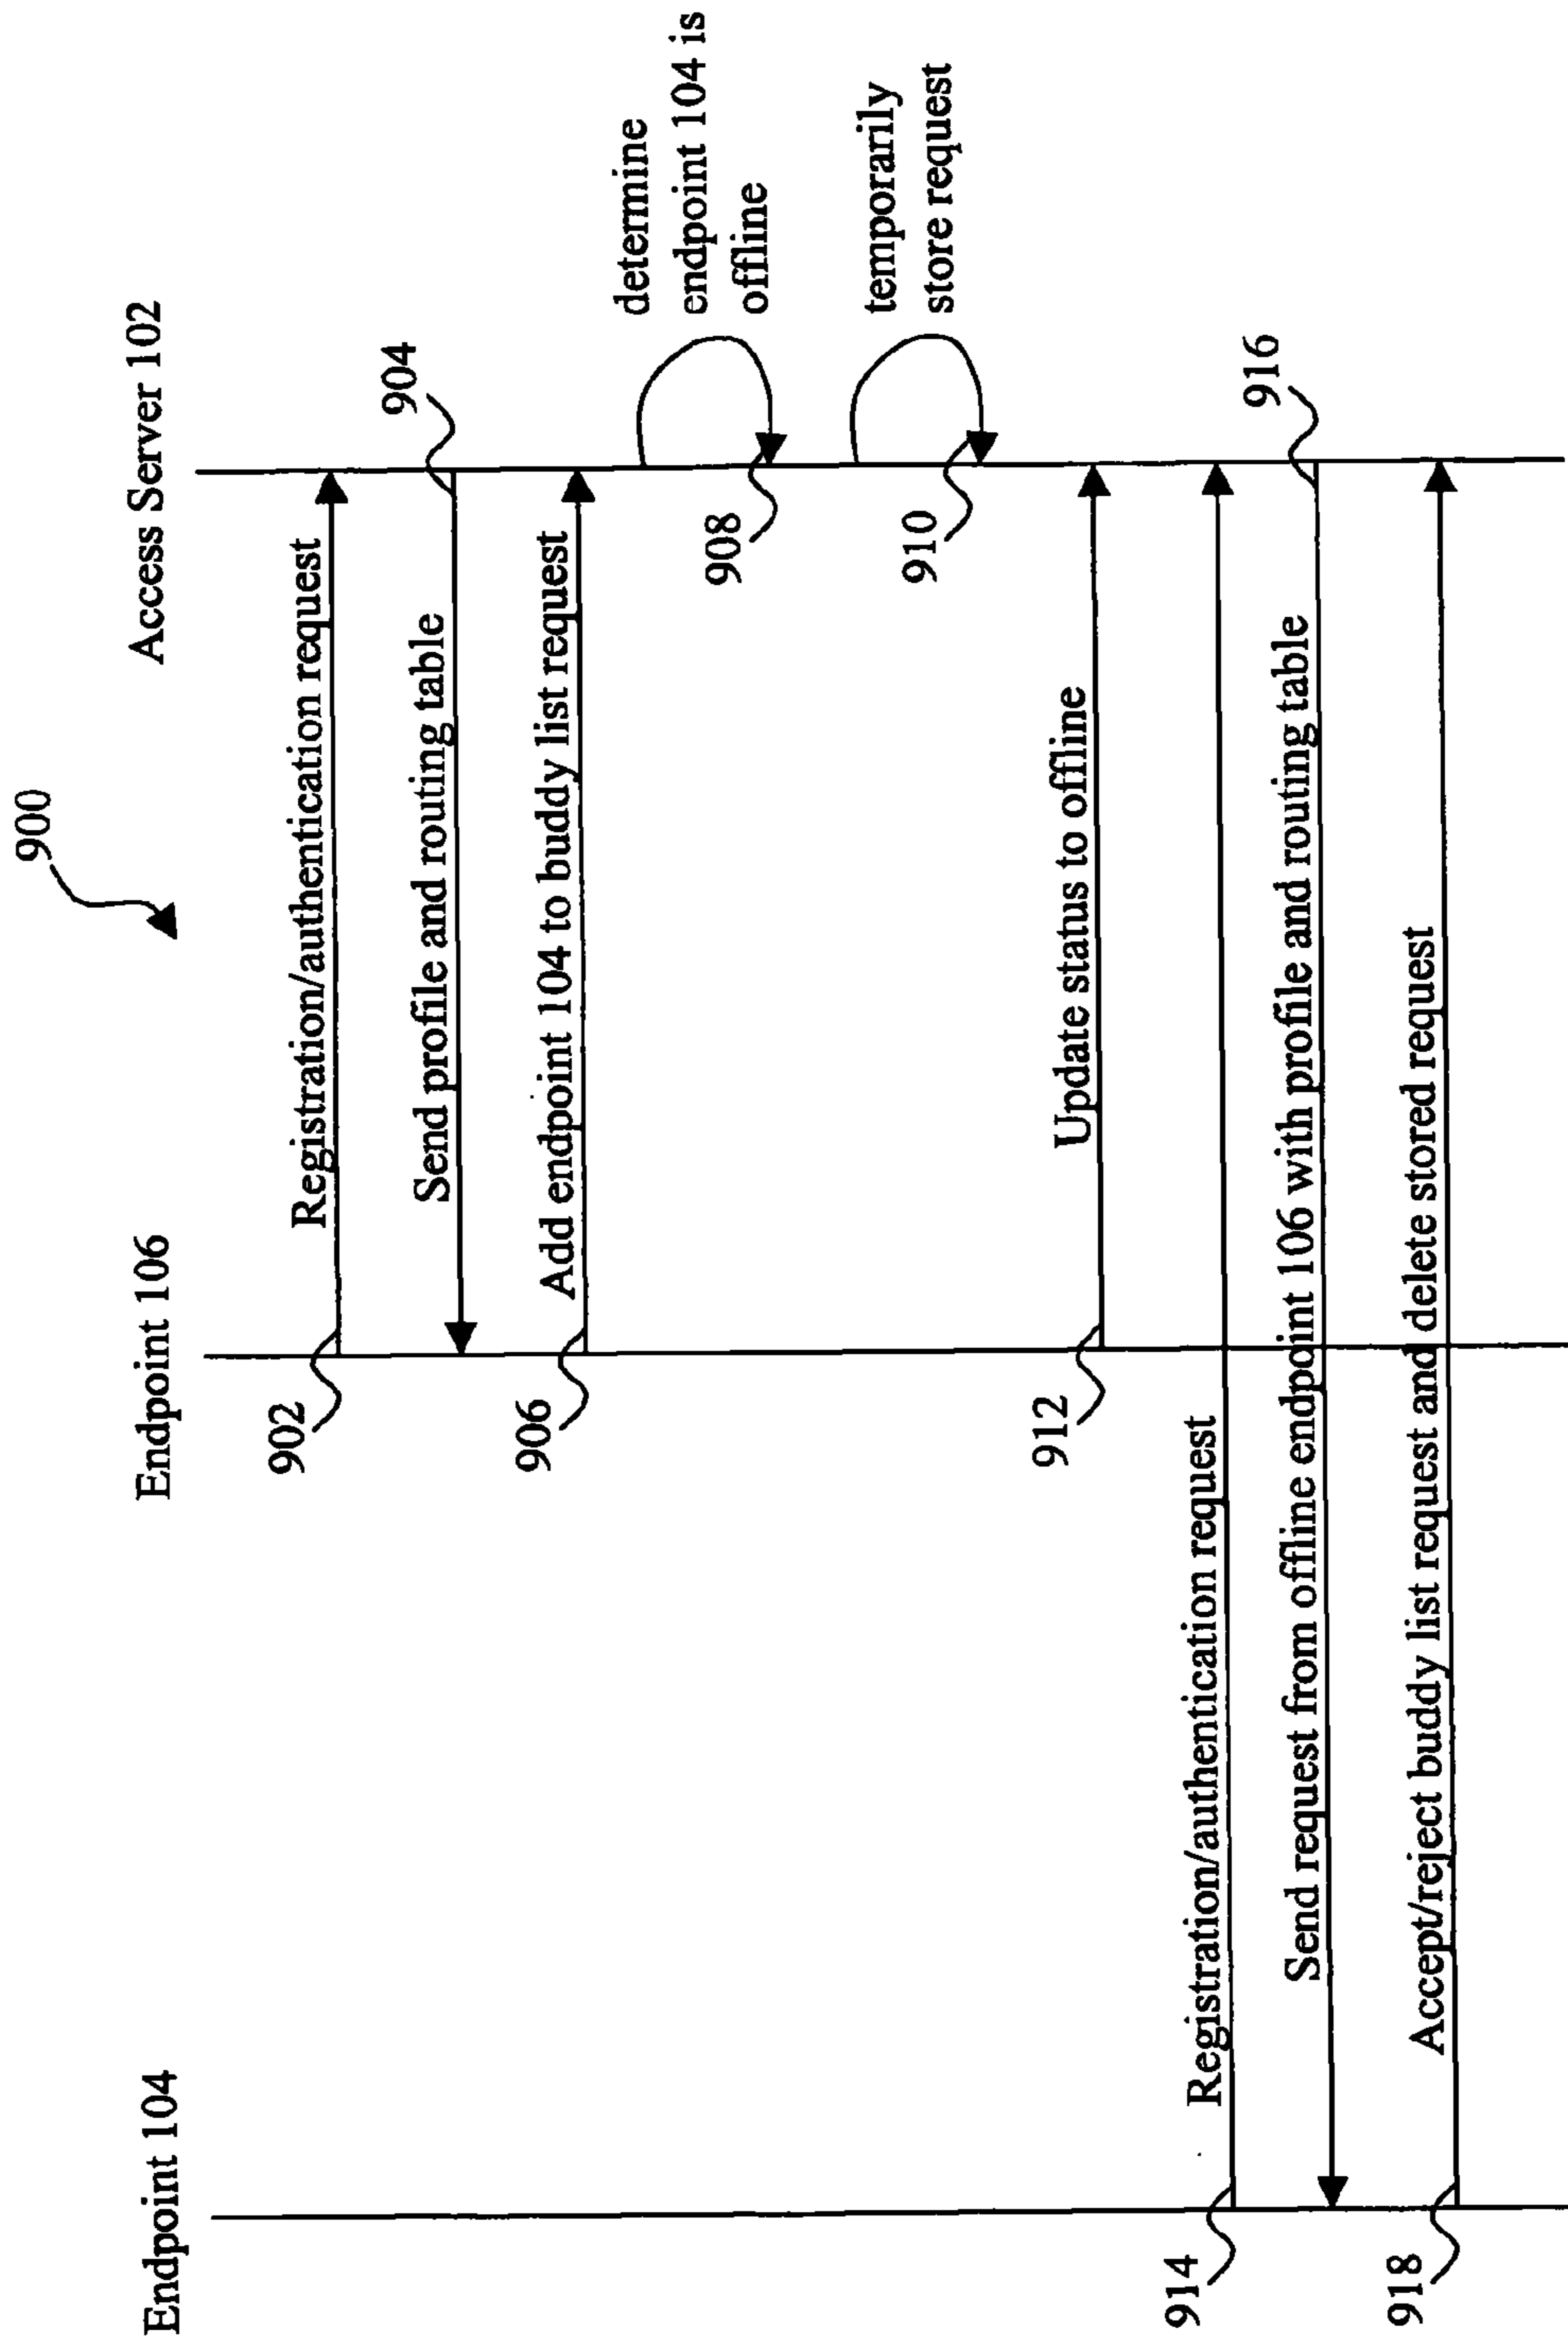 900
Endpoint 104
Endpoint 106
Access Server 102
Registration/authentication request
902
Send profile and routing table
904
Add endpoint 104 to buddy list request
906
determine
endpoint 104 is
offline
908
temporarily
store request
910
Update status to offline
912
Registration/authentication request
914
Send request from offline endpoint 106 with profile and routing table
916
Accept/reject buddy list request and delete stored request
918